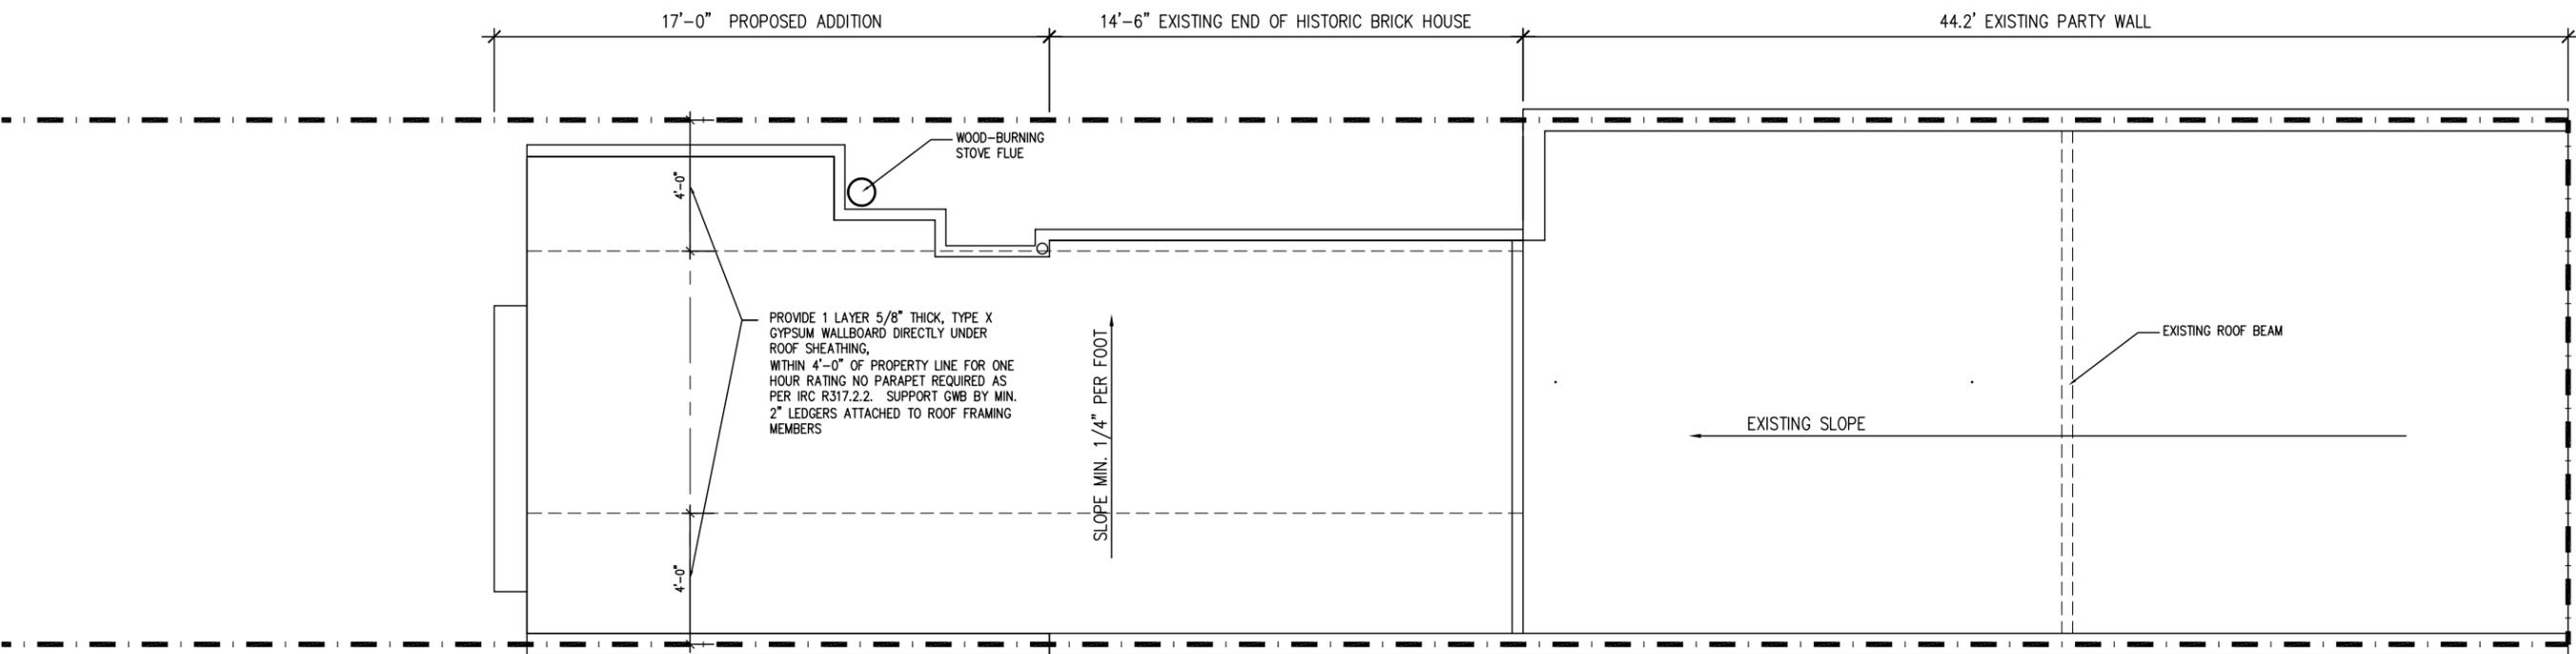 17'-0" PROPOSED ADDITION
14'-6" EXISTING END OF HISTORIC BRICK HOUSE
44.2' EXISTING PARTY WALL
WOOD-BURNING
STOVE FLUE
4'-0"
PROVIDE 1 LAYER 5/8" THICK, TYPE X
GYPSUM WALLBOARD DIRECTLY UNDER
ROOF SHEATHING,
WITHIN 4'-0" OF PROPERTY LINE FOR ONE
HOUR RATING NO PARAPET REQUIRED AS
PER IRC R317.2.2. SUPPORT GWB BY MIN.
2" LEDGERS ATTACHED TO ROOF FRAMING
MEMBERS
SLOPE MIN. 1/4" PER FOOT
EXISTING ROOF BEAM
EXISTING SLOPE
4'-0"